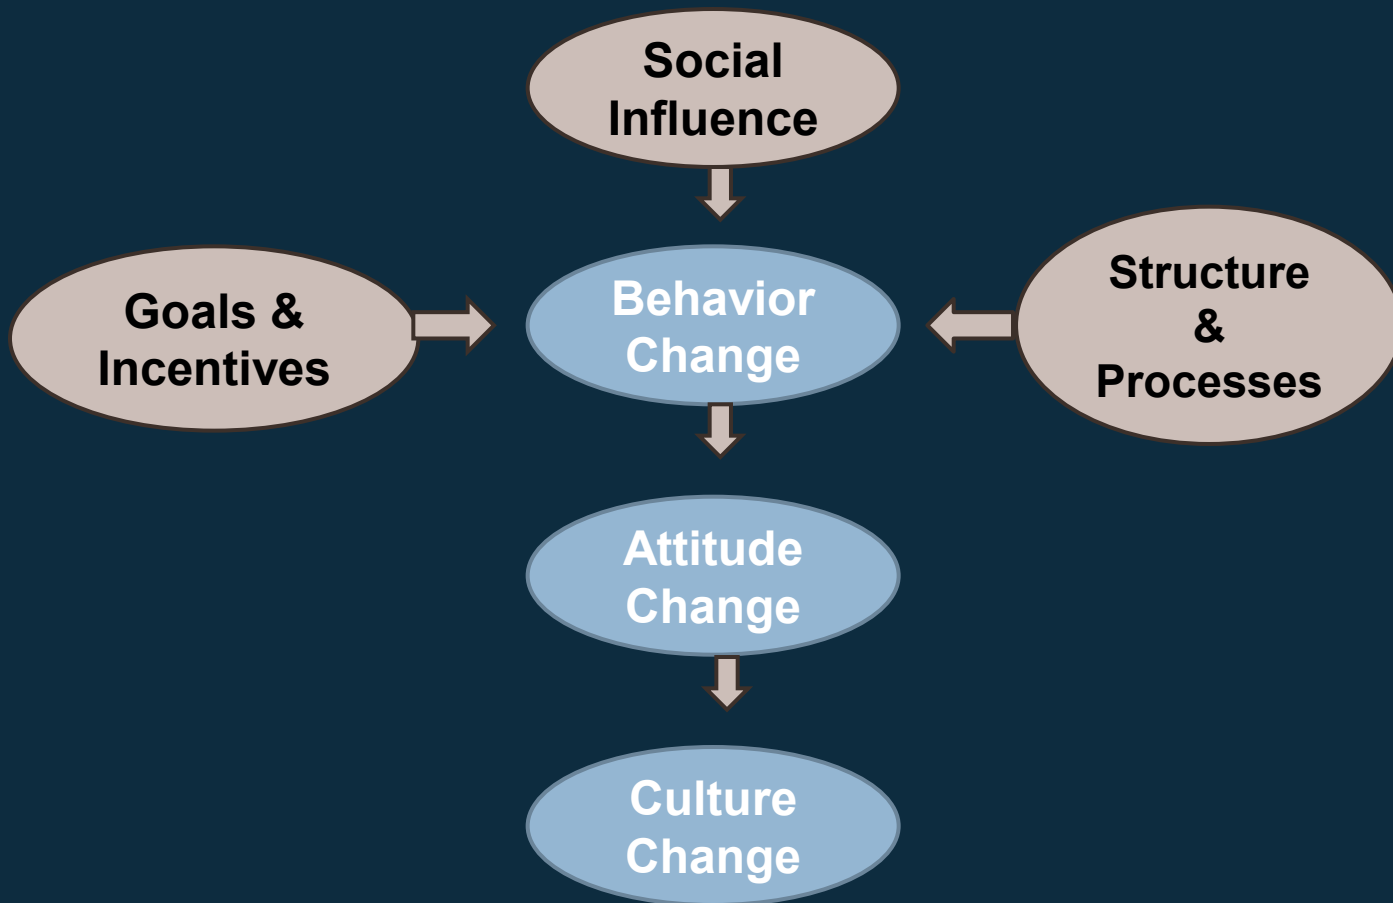 Social
Influence
Goals &
Incentives
Behavior
Change
Structure
&
Processes
Attitude
Change
Culture
Change